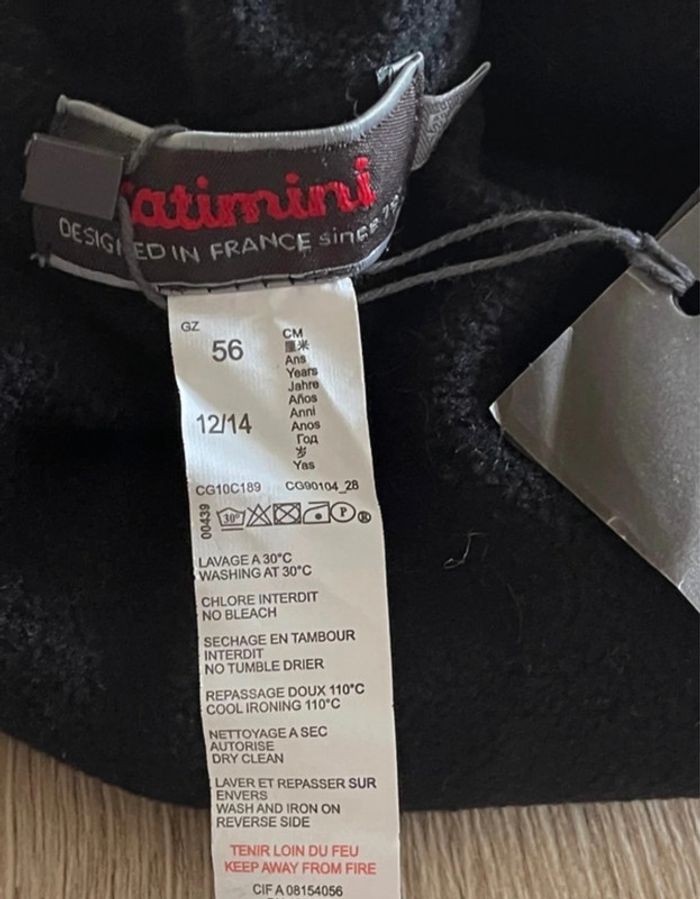 atimini
DESIGNED IN FRANCE since
GZ
56
CM
厘米
Ans
Years
Jahre
Años
Anni
Anos
Год
岁
Yas
12/14
CG10C189 CG90104_28
00439
30°
P
®
LAVAGE A 30°C
WASHING AT 30°C
CHLORE INTERDIT
NO BLEACH
SECHAGE EN TAMBOUR
INTERDIT
NO TUMBLE DRIER
REPASSAGE DOUX 110°C
COOL IRONING 110°C
NETTOYAGE A SEC
AUTORISE
DRY CLEAN
LAVER ET REPASSER SUR
ENVERS
WASH AND IRON ON
REVERSE SIDE
TENIR LOIN DU FEU
KEEP AWAY FROM FIRE
CIF A 08154056